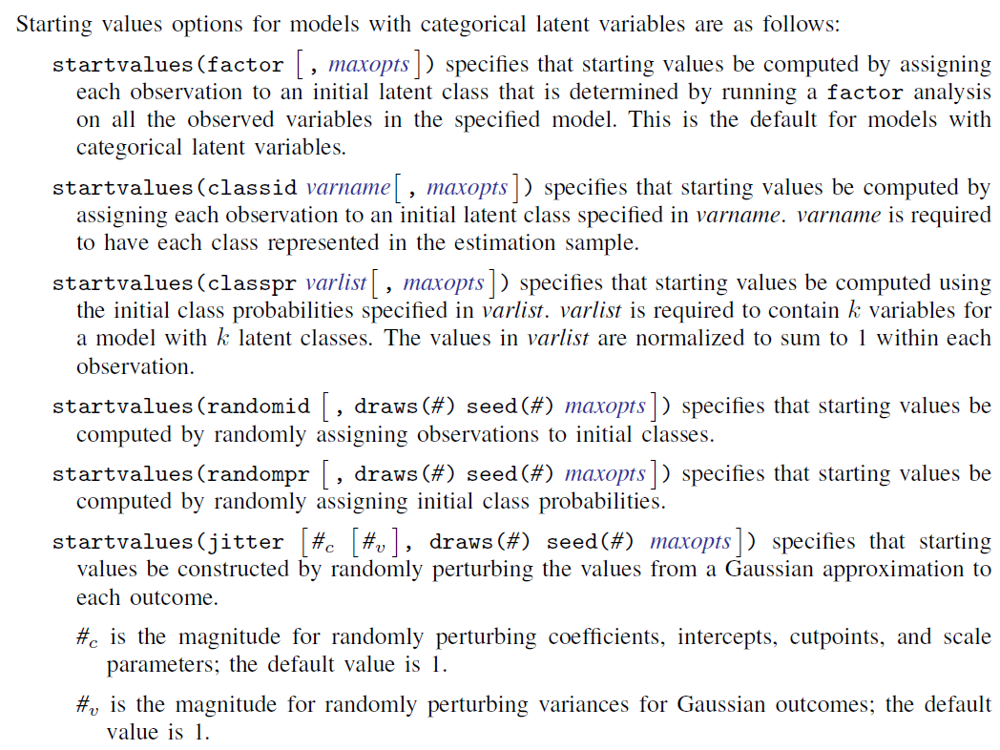 Starting values options for models with categorical latent variables are as follows:
startvalues(factor [ , maxopts ]) specifies that starting values be computed by assigning
each observation to an initial latent class that is determined by running a factor analysis
on all the observed variables in the specified model. This is the default for models with
categorical latent variables.
startvalues(classid varname[ , maxopts ]) specifies that starting values be computed by
assigning each observation to an initial latent class specified in varname. varname is required
to have each class represented in the estimation sample.
startvalues(classpr varlist[ , maxopts ]) specifies that starting values be computed using
the initial class probabilities specified in varlist. varlist is required to contain k variables for
a model with k latent classes. The values in varlist are normalized to sum to 1 within each
observation.
startvalues(randomid [ , draws(#) seed(#) maxopts ]) specifies that starting values be
computed by randomly assigning observations to initial classes.
startvalues(randompr [ , draws(#) seed(#) maxopts ]) specifies that starting values be
computed by randomly assigning initial class probabilities.
startvalues(jitter [ #c [ #v ] , draws(#) seed(#) maxopts ]) specifies that starting
values be constructed by randomly perturbing the values from a Gaussian approximation to
each outcome.
#c is the magnitude for randomly perturbing coefficients, intercepts, cutpoints, and scale
parameters; the default value is 1.
#v is the magnitude for randomly perturbing variances for Gaussian outcomes; the default
value is 1.